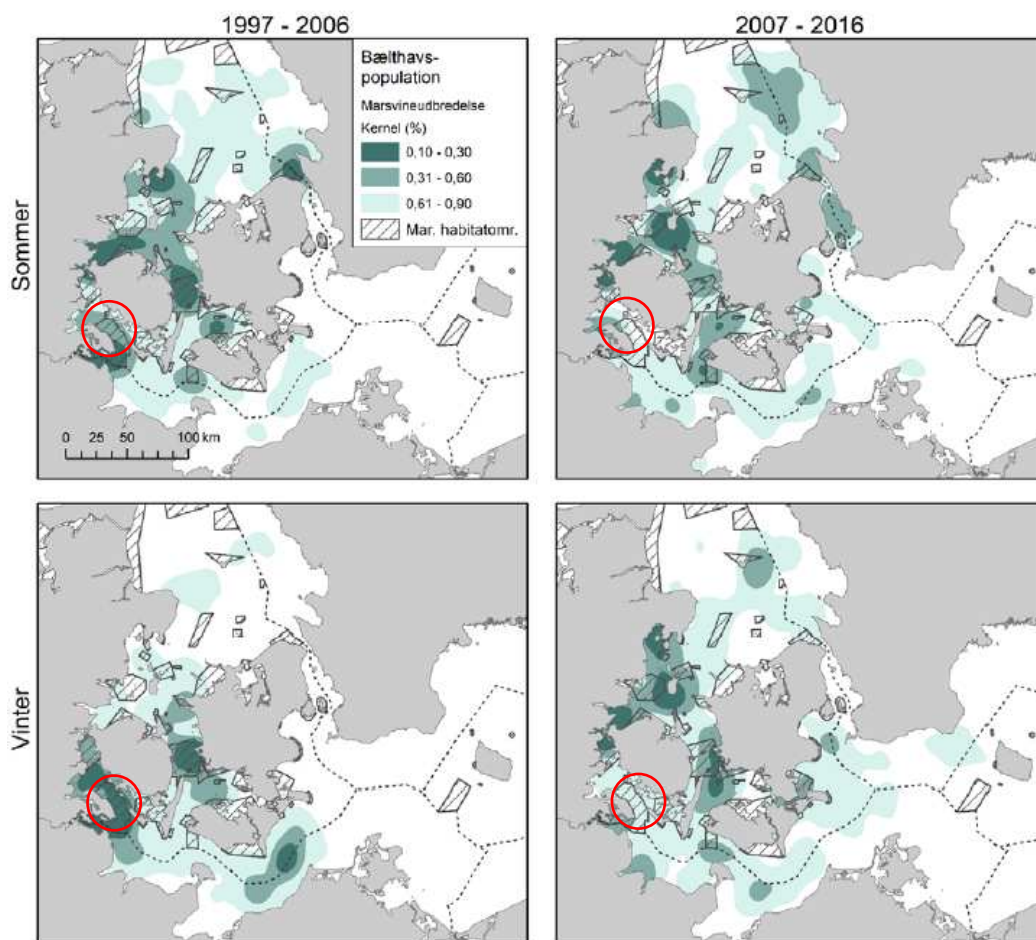 1997 - 2006
2007 - 2016
Sommer
Bælthavs-
population
Marsvineudbredelse
Kernel (%)
0,10 - 0,30
0,31 - 0,60
0,61 - 0,90
Mar. habitatomr.
0 25 50 100 km
Vinter